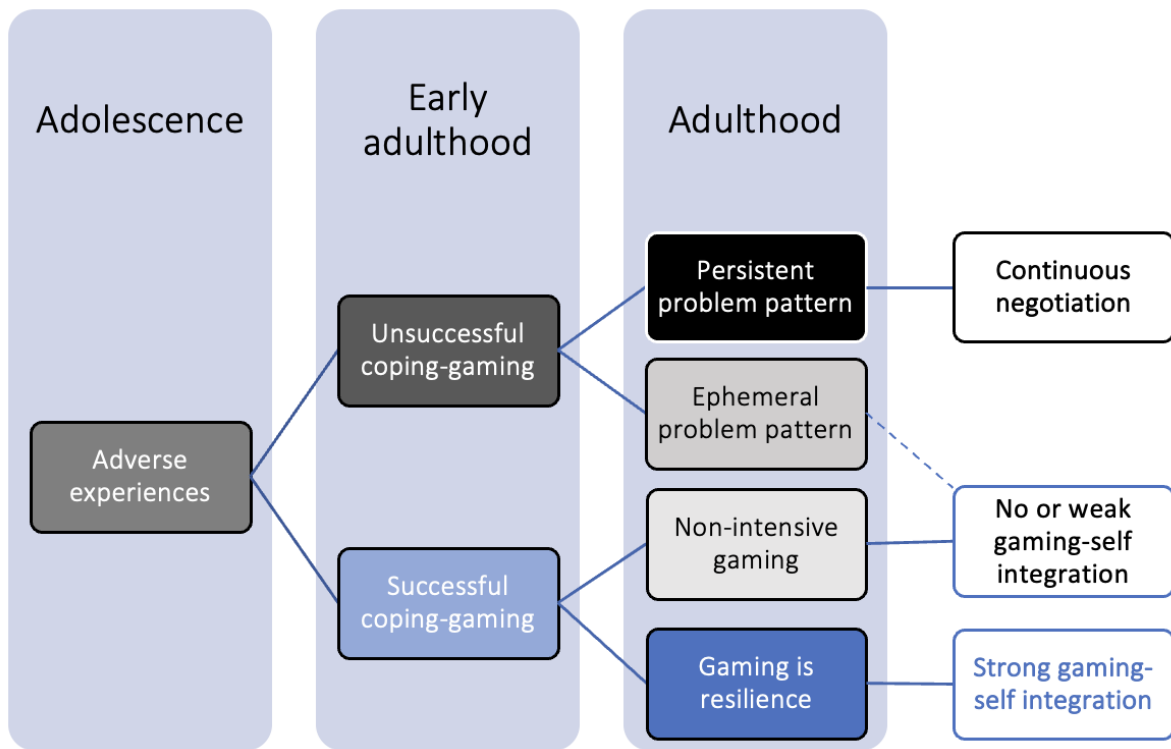 Adolescence
Early
adulthood
Adulthood
Adverse
experiences
Unsuccessful
coping-gaming
Successful
coping-gaming
Persistent
problem pattern
Ephemeral
problem pattern
Non-intensive
gaming
Gaming is
resilience
Continuous
negotiation
No or weak
gaming-self
integration
Strong gaming-
self integration